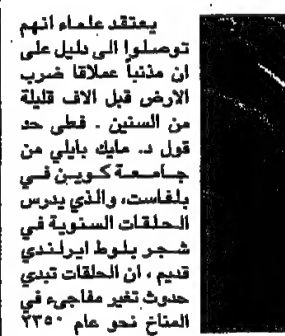 يعتقد علماء أنهم
توصلوا الى دليل على
ان مذنباً عملاقا ضرب
الارض قبل الاف قليلة
من السنين . فعلى حد
قول د. مايك بايلي من
جامعة كوين في
بلفاست، والذي يدرس
الحلقات السنوية في
شجر بلوط ايرلندي
قديم ، ان الحلقات تبدي
حدوث تغير مفاجىء في
المناخ نحو عام ٢٣٥٠